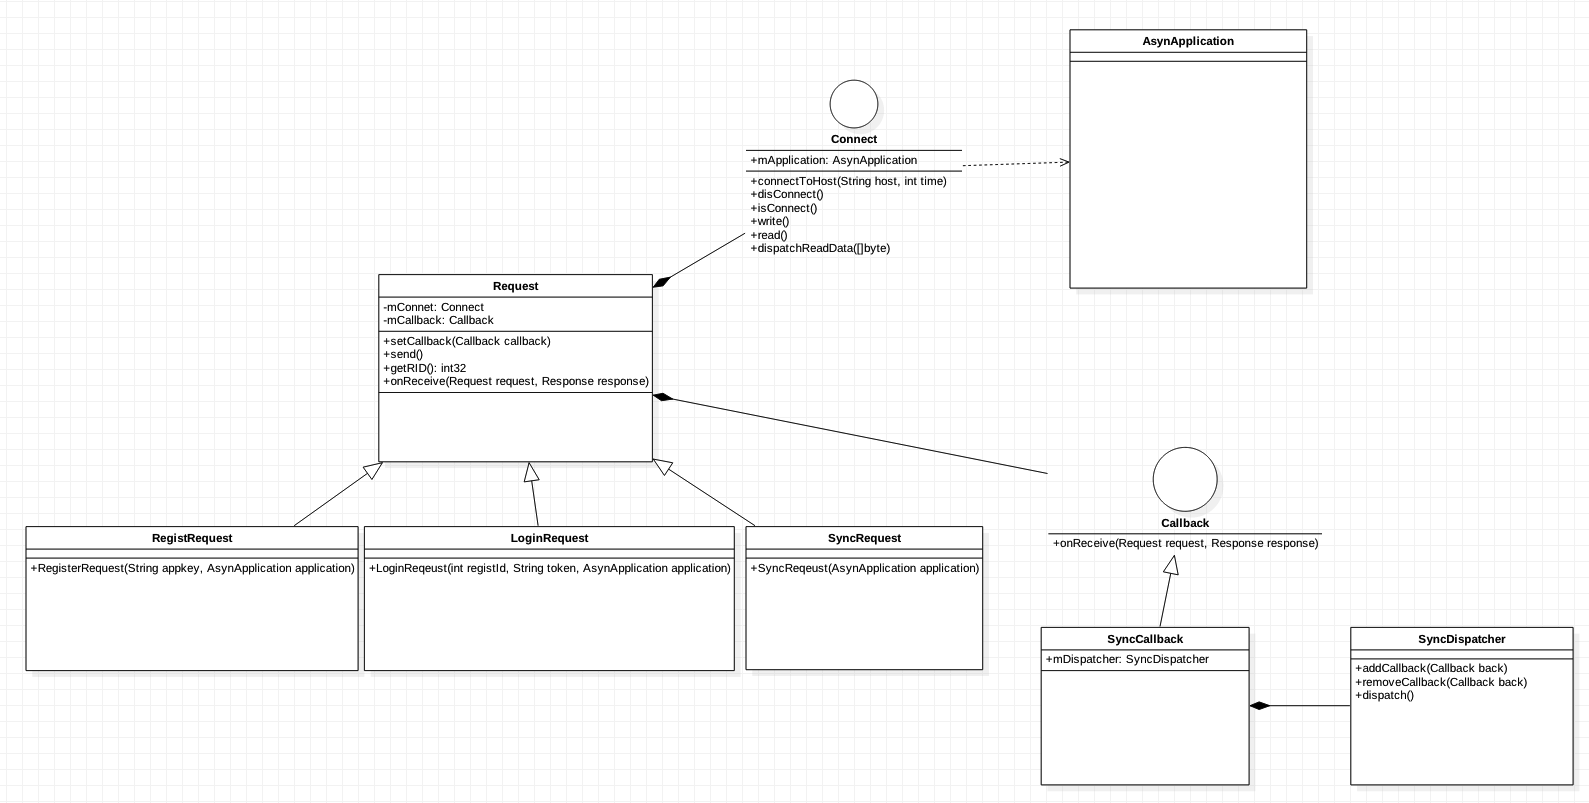 AsynApplication
Connect
+mApplication: AsynApplication
+connectToHost(String host, int time)
+disConnect()
+isConnect()
+write()
+read()
+dispatchReadData([]byte)
Request
-mConnet: Connect
-mCallback: Callback
+setCallback(Callback callback)
+send()
+getRID(): int32
+onReceive(Request request, Response response)
RegistRequest
+RegisterRequest(String appkey, AsynApplication application)
LoginRequest
+LoginReqeust(int registId, String token, AsynApplication application)
SyncRequest
+SyncReqeust(AsynApplication application)
Callback
+onReceive(Request request, Response response)
SyncCallback
+mDispatcher: SyncDispatcher
SyncDispatcher
+addCallback(Callback back)
+removeCallback(Callback back)
+dispatch()